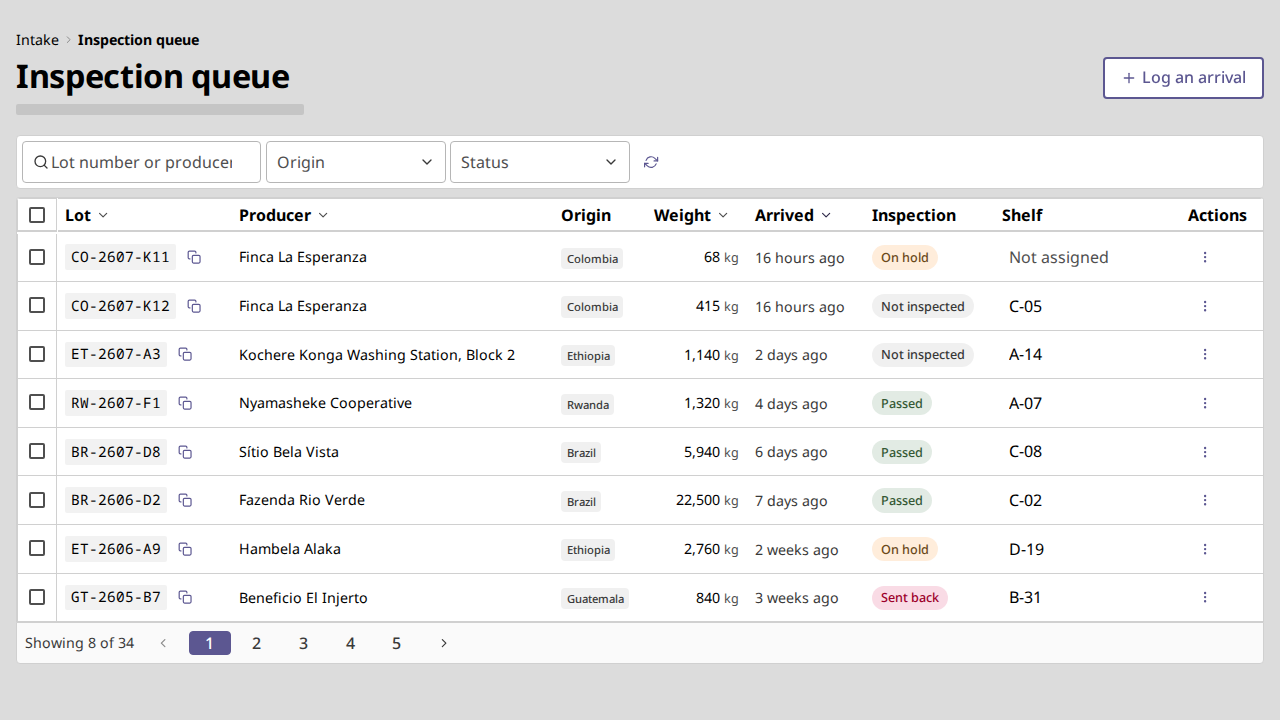 Intake > Inspection queue
Inspection queue
+ Log an arrival
Lot number or producer Origin Status
Lot Producer Origin Weight Arrived Inspection Shelf Actions
CO-2607-K11 Finca La Esperanza Colombia 68 kg 16 hours ago On hold Not assigned
CO-2607-K12 Finca La Esperanza Colombia 415 kg 16 hours ago Not inspected C-05
ET-2607-A3 Kochere Konga Washing Station, Block 2 Ethiopia 1,140 kg 2 days ago Not inspected A-14
RW-2607-F1 Nyamasheke Cooperative Rwanda 1,320 kg 4 days ago Passed A-07
BR-2607-D8 Sítio Bela Vista Brazil 5,940 kg 6 days ago Passed C-08
BR-2606-D2 Fazenda Rio Verde Brazil 22,500 kg 7 days ago Passed C-02
ET-2606-A9 Hambela Alaka Ethiopia 2,760 kg 2 weeks ago On hold D-19
GT-2605-B7 Beneficio El Injerto Guatemala 840 kg 3 weeks ago Sent back B-31
Showing 8 of 34 1 2 3 4 5